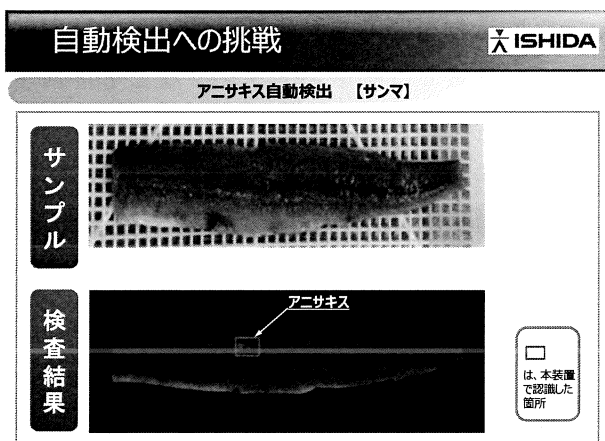 自動検出への挑戦
ISHIDA
アニサキス自動検出 【サンマ】
サンプル
検査結果
アニサキス
は、本装置
で認識した
箇所